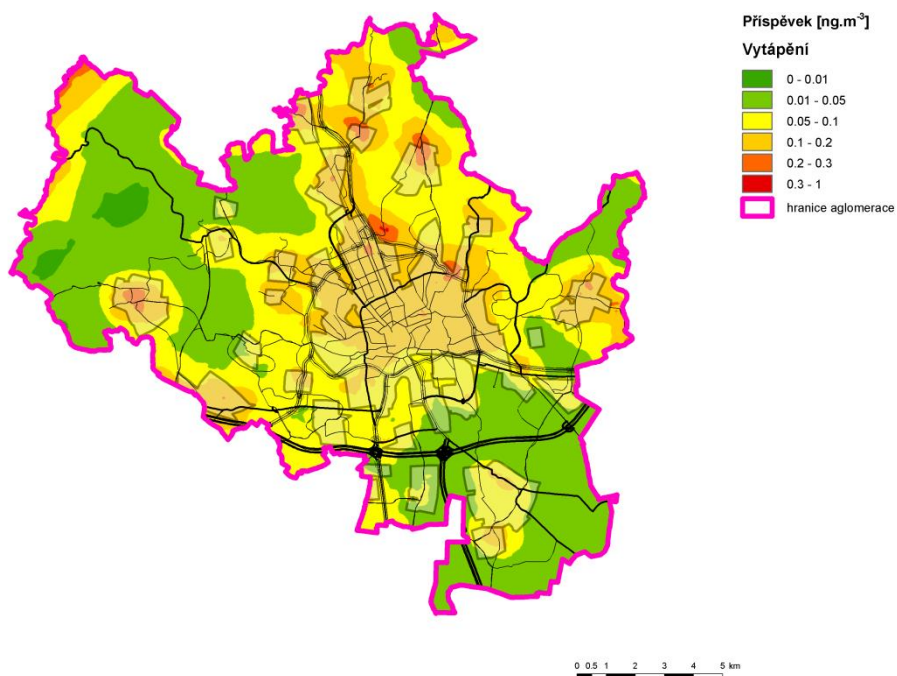 Příspěvek [ng.m-3]
Vytápění
0 - 0.01
0.01 - 0.05
0.05 - 0.1
0.1 - 0.2
0.2 - 0.3
0.3 - 1
hranice aglomerace
0 0.5 1 2 3 4 5 km